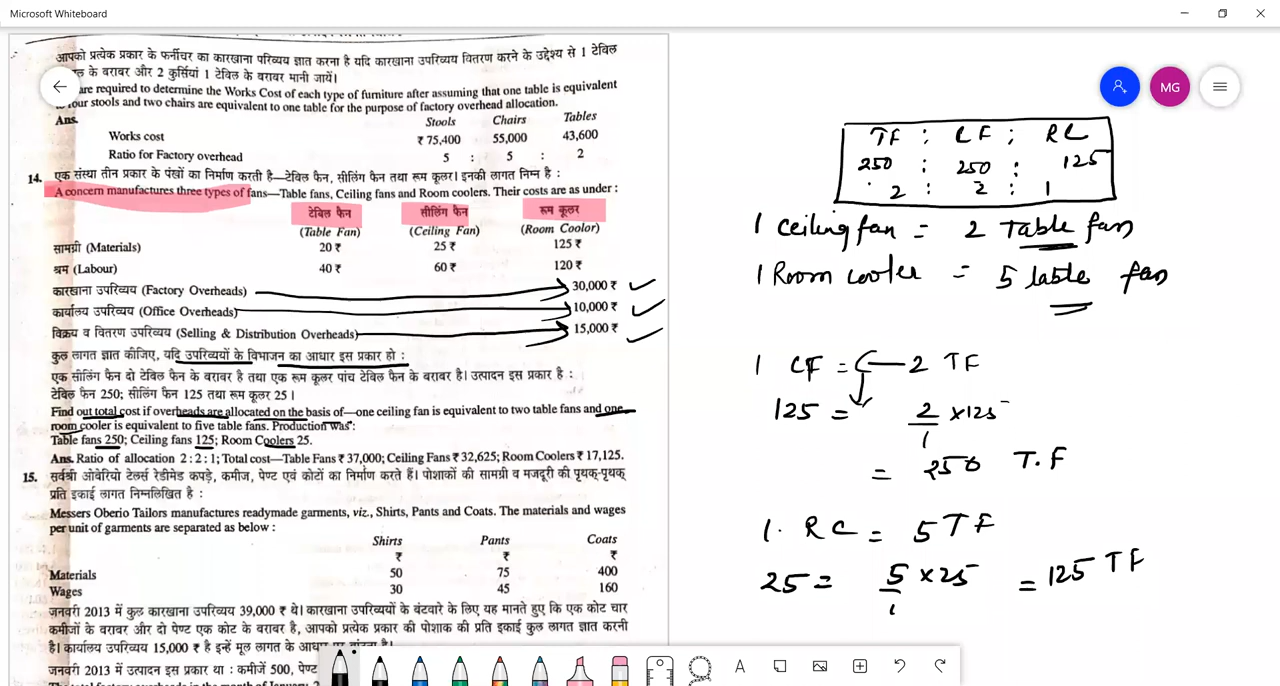 Microsoft Whiteboard
आपको प्रत्येक प्रकार के फर्नीचर का कारखाना परिव्यय ज्ञात करना है यदि कारखाना उपरिव्यय वितरण करने के उद्देश्य से 1 टेबिल
के बराबर और 2 कुर्सियां 1 टेबिल के बराबर मानी जायें।
are required to determine the Works Cost of each type of furniture after assuming that one table is equivalent
four stools and two chairs are equivalent to one table for the purpose of factory overhead allocation.
Ans.
Stools Chairs Tables
Works cost ₹ 75,400 55,000 43,600
Ratio for Factory overhead 5 : 5 : 2
14. एक संस्था तीन प्रकार के पंखों का निर्माण करती है—टेबिल फैन, सीलिंग फैन तथा रूम कूलर। इनकी लागत निम्न है :
A concern manufactures three types of fans—Table fans, Ceiling fans and Room coolers. Their costs are as under :
टेबिल फैन सीलिंग फैन रूम कूलर
(Table Fan) (Ceiling Fan) (Room Coolor)
सामग्री (Materials) 20 ₹ 25 ₹ 125 ₹
श्रम (Labour) 40 ₹ 60 ₹ 120 ₹
कारखाना उपरिव्यय (Factory Overheads) 30,000 ₹
कार्यालय उपरिव्यय (Office Overheads) 10,000 ₹
विक्रय व वितरण उपरिव्यय (Selling & Distribution Overheads) 15,000 ₹
कुल लागत ज्ञात कीजिए, यदि उपरिव्ययों के विभाजन का आधार इस प्रकार हो :
एक सीलिंग फैन दो टेबिल फैन के बराबर है तथा एक रूम कूलर पांच टेबिल फैन के बराबर है। उत्पादन इस प्रकार है :
टेबिल फैन 250; सीलिंग फैन 125 तथा रूम कूलर 25।
Find out total cost if overheads are allocated on the basis of—one ceiling fan is equivalent to two table fans and one
room cooler is equivalent to five table fans. Production was :
Table fans 250; Ceiling fans 125; Room Coolers 25.
Ans. Ratio of allocation 2 : 2 : 1; Total cost—Table Fans ₹ 37,000; Ceiling Fans ₹ 32,625; Room Coolers ₹ 17,125.
15. सर्वश्री ओवेरियो टेलर्स रेडीमेड कपड़े, कमीज, पेण्ट एवं कोटों का निर्माण करते हैं। पोशाकों की सामग्री व मजदूरी की पृथक्-पृथक्
प्रति इकाई लागत निम्नलिखित है :
Messers Oberio Tailors manufactures readymade garments, viz., Shirts, Pants and Coats. The materials and wages
per unit of garments are separated as below :
Shirts Pants Coats
₹ ₹ ₹
Materials 50 75 400
Wages 30 45 160
जनवरी 2013 में कुल कारखाना उपरिव्यय 39,000 ₹ थे। कारखाना उपरिव्ययों के बंटवारे के लिए यह मानते हुए कि एक कोट चार
कमीजों के बराबर और दो पेण्ट एक कोट के बराबर है, आपको प्रत्येक प्रकार की पोशाक की प्रति इकाई कुल लागत ज्ञात करनी
है। कार्यालय उपरिव्यय 15,000 ₹ है इन्हें मूल लागत के आधार पर बांटना है।
जनवरी 2013 में उत्पादन इस प्रकार था : कमीजें 500, पेण्ट
MG
TF : CF : RC
250 : 250 : 125
2 : 2 : 1
1 Ceiling fan = 2 Table fan
1 Room cooler = 5 table fan
1 CF = 2 TF
125 = 2/1 ×125
= 250 T.F
1. RC = 5 TF
25 = 5/1 ×25 = 125 TF
A